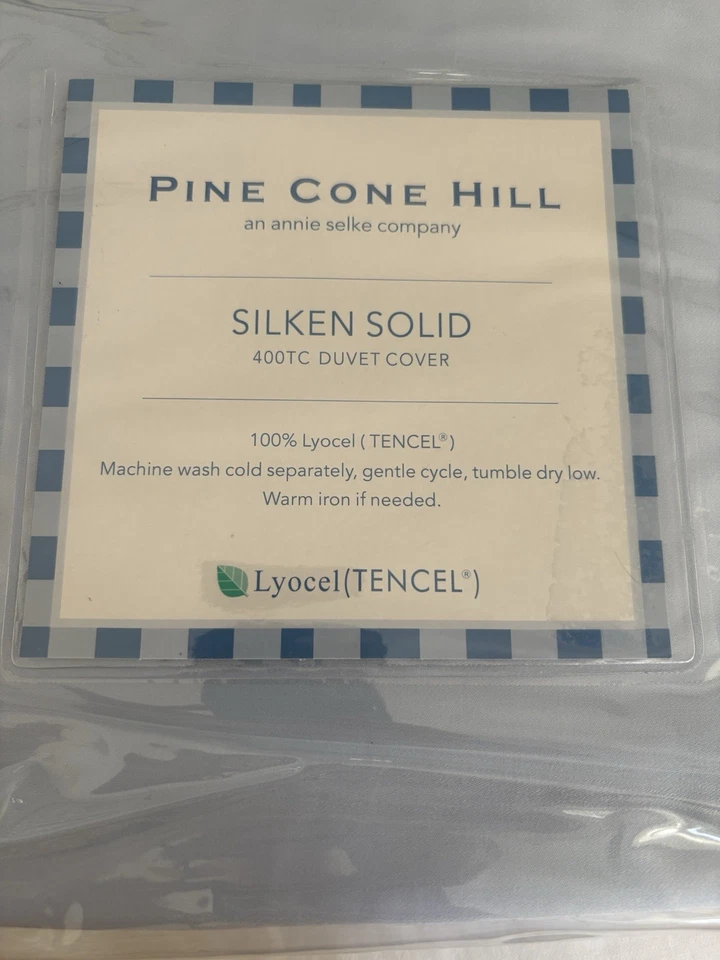 PINE CONE HILL
an annie selke company
SILKEN SOLID
400TC DUVET COVER
100% Lyocel ( TENCEL®)
Machine wash cold separately, gentle cycle, tumble dry low.
Warm iron if needed.
Lyocel(TENCEL®)